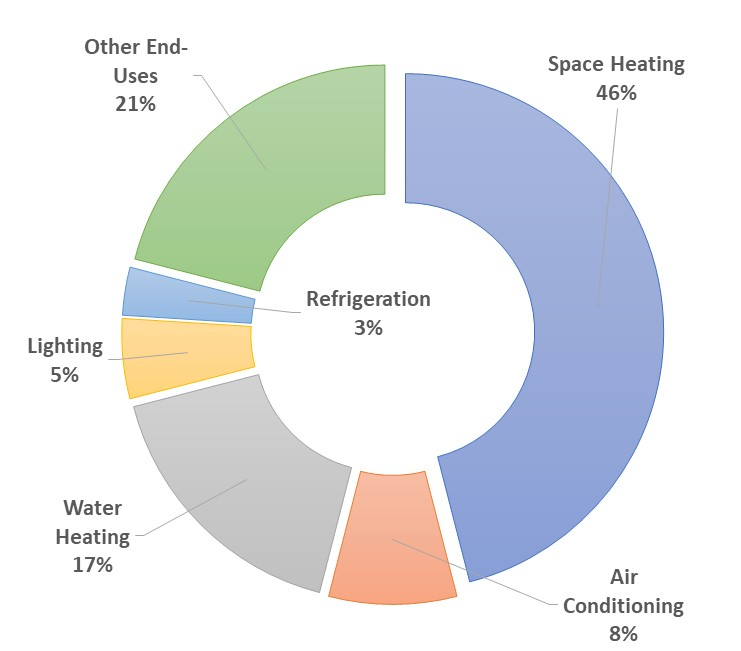 Other End-
Uses
21%
Space Heating
46%
Refrigeration
3%
Lighting
5%
Water
Heating
17%
Air
Conditioning
8%